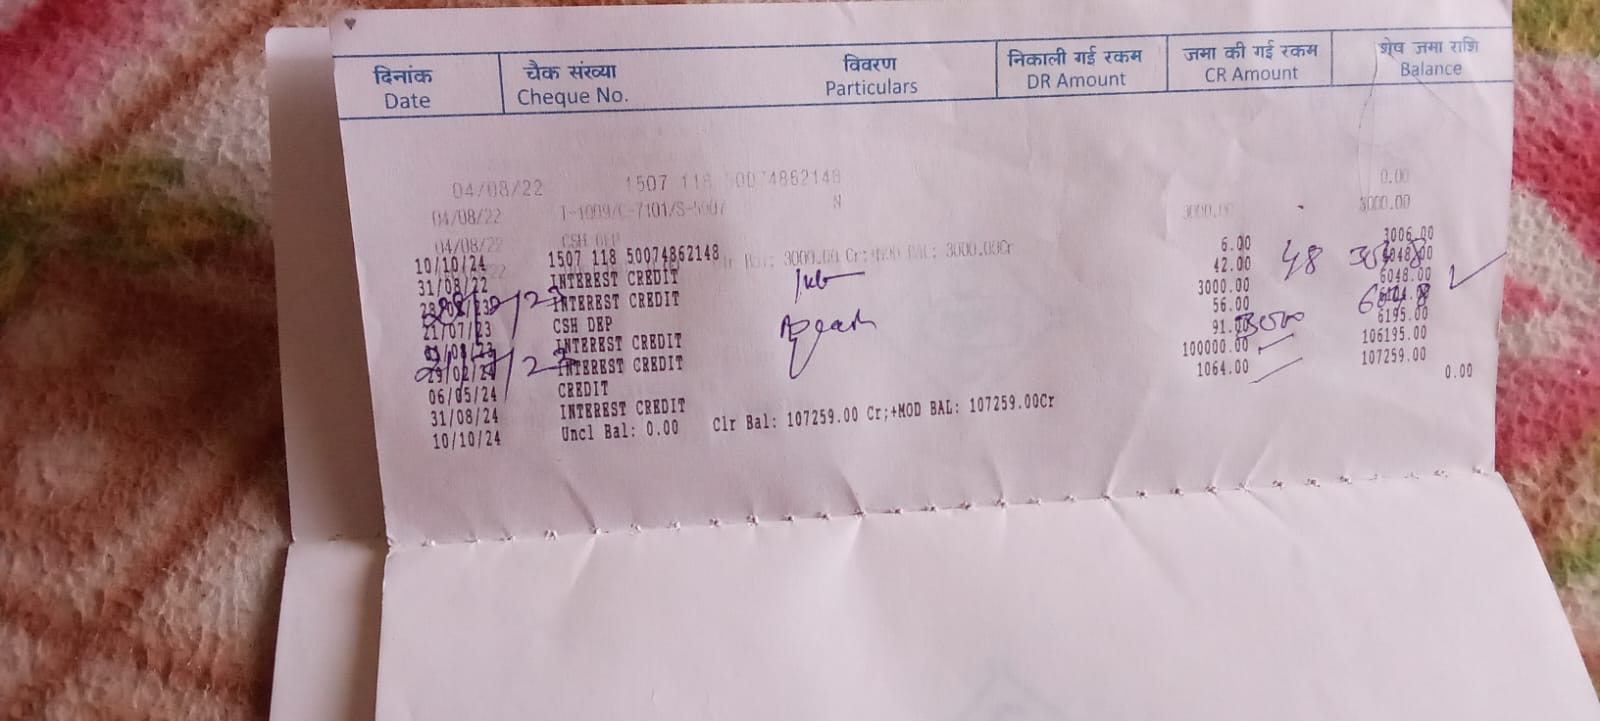 दिनांक चैक संख्या विवरण निकाली गई रकम जमा की गई रकम शेष जमा राशि
Date Cheque No. Particulars DR Amount CR Amount Balance
04/08/22 1507 118 50074862148 0.00
04/08/22 T-1009/C-7101/S-5007 N 3000.00 3000.00
04/08/22 CSH DEP
10/10/24 1507 118 50074862148 3000.00 Cr; BAL: 3000.00Cr
31/08/22 INTEREST CREDIT 6.00 3006.00
INTEREST CREDIT 42.00 48
21/07/23 CSH DEP 3000.00 6048.00
INTEREST CREDIT 56.00
29/02/24 INTEREST CREDIT 91.00 3000 6195.00
06/05/24 CREDIT 100000.00 106195.00
31/08/24 INTEREST CREDIT 1064.00 107259.00
10/10/24 Uncl Bal: 0.00 Clr Bal: 107259.00 Cr;+MOD BAL: 107259.00Cr 0.00